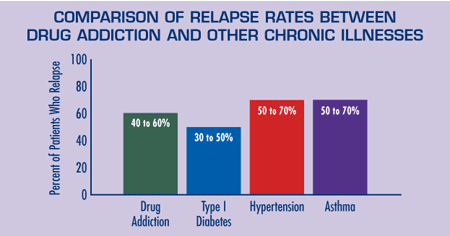 COMPARISON OF RELAPSE RATES BETWEEN
DRUG ADDICTION AND OTHER CHRONIC ILLNESSES
Percent of Patients Who Relapse
100
80
60
40
20
0
40 to 60%
30 to 50%
50 to 70%
50 to 70%
Drug
Addiction
Type I
Diabetes
Hypertension
Asthma